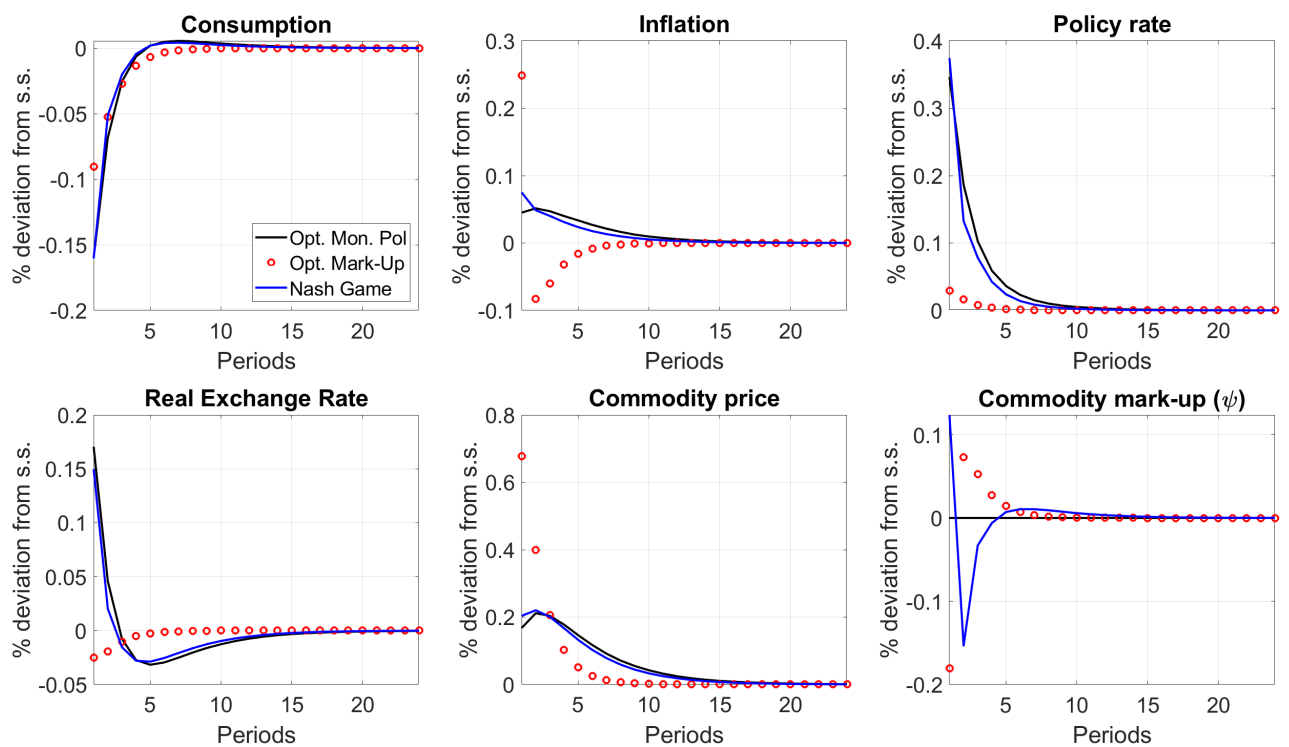 Consumption
% deviation from s.s.
0
-0.05
-0.1
-0.15
-0.2
Opt. Mon. Pol
Opt. Mark-Up
Nash Game
5 10 15 20
Periods
Inflation
% deviation from s.s.
0.3
0.2
0.1
0
-0.1
5 10 15 20
Periods
Policy rate
% deviation from s.s.
0.4
0.3
0.2
0.1
0
5 10 15 20
Periods
Real Exchange Rate
% deviation from s.s.
0.2
0.15
0.1
0.05
0
-0.05
5 10 15 20
Periods
Commodity price
% deviation from s.s.
0.8
0.6
0.4
0.2
0
5 10 15 20
Periods
Commodity mark-up (ψ)
% deviation from s.s.
0.1
0
-0.1
-0.2
5 10 15 20
Periods